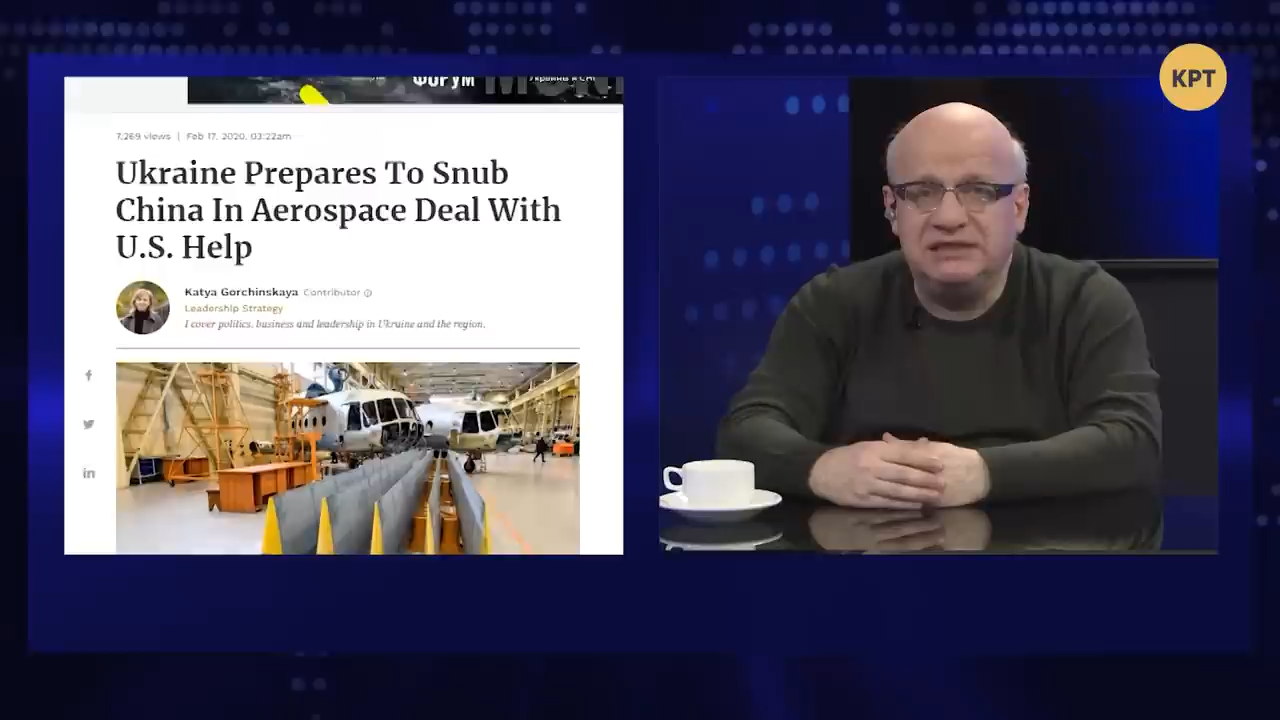 ФОРУМ
7,269 views | Feb 17, 2020, 03:22am
Ukraine Prepares To Snub
China In Aerospace Deal With
U.S. Help
Katya Gorchinskaya Contributor
Leadership Strategy
I cover politics, business and leadership in Ukraine and the region.
f
in
КРТ